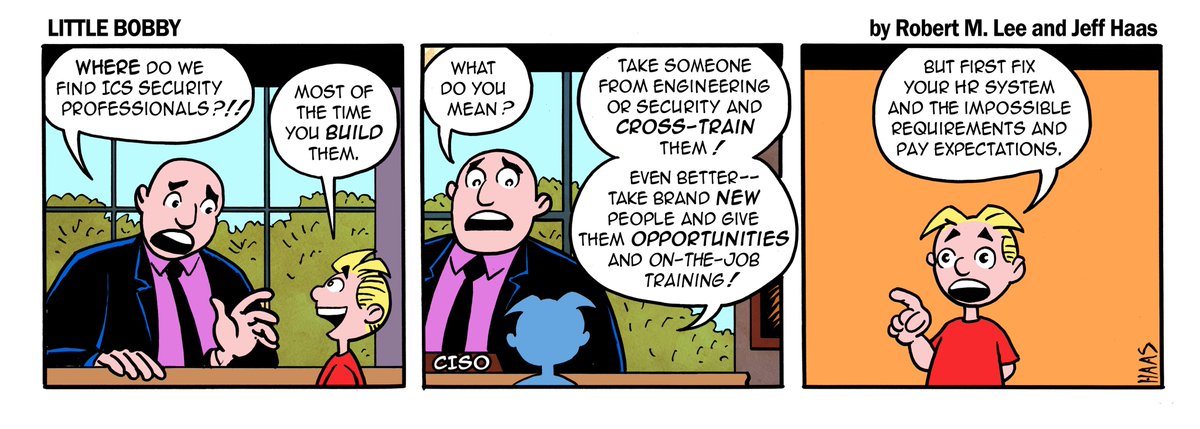 LITTLE BOBBY
by Robert M. Lee and Jeff Haas
WHERE DO WE
FIND ICS SECURITY
PROFESSIONALS?!!
MOST OF
THE TIME
YOU BUILD
THEM.
WHAT
DO YOU
MEAN?
TAKE SOMEONE
FROM ENGINEERING
OR SECURITY AND
CROSS-TRAIN
THEM!
EVEN BETTER--
TAKE BRAND NEW
PEOPLE AND GIVE
THEM OPPORTUNITIES
AND ON-THE-JOB
TRAINING!
CISO
BUT FIRST FIX
YOUR HR SYSTEM
AND THE IMPOSSIBLE
REQUIREMENTS AND
PAY EXPECTATIONS.
HAAS